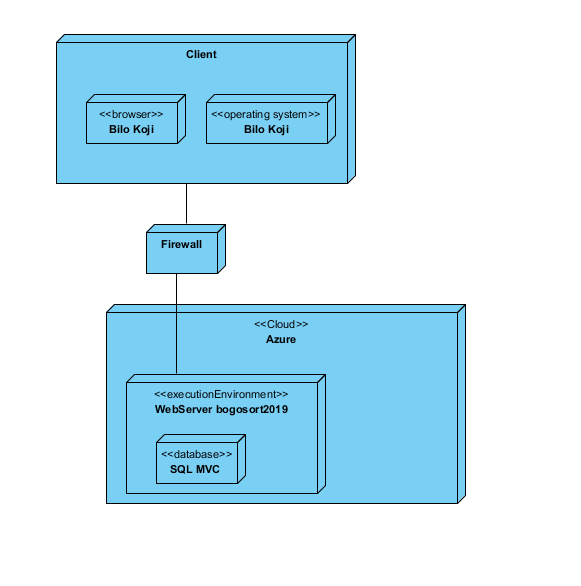 Client
<<browser>>
Bilo Koji
<<operating system>>
Bilo Koji
Firewall
<<Cloud>>
Azure
<<executionEnvironment>>
WebServer bogosort2019
<<database>>
SQL MVC